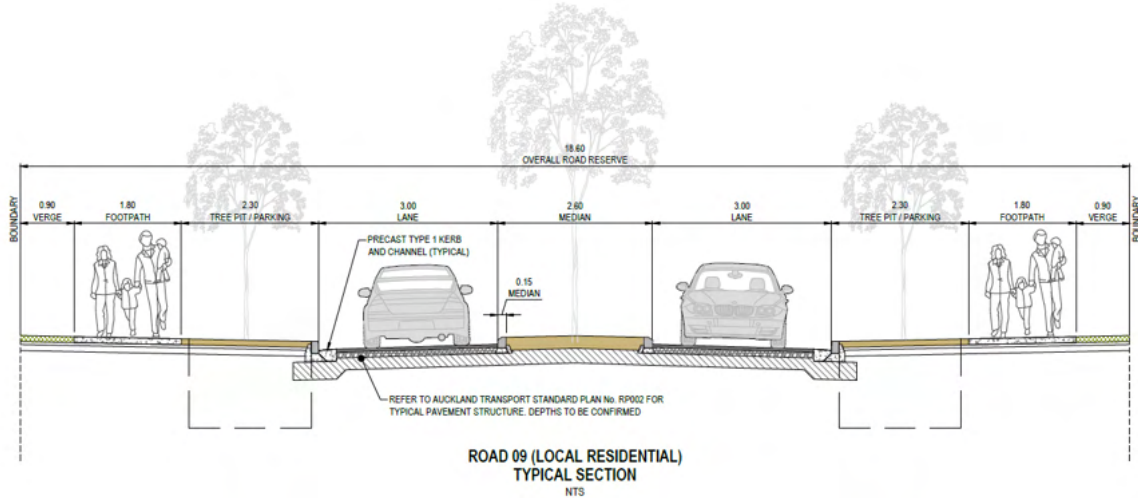 18.60
OVERALL ROAD RESERVE
BOUNDARY
0.90
VERGE
1.80
FOOTPATH
2.30
TREE PIT / PARKING
3.00
LANE
2.60
MEDIAN
3.00
LANE
2.30
TREE PIT / PARKING
1.80
FOOTPATH
0.90
VERGE
BOUNDARY
PRECAST TYPE 1 KERB
AND CHANNEL (TYPICAL)
0.15
MEDIAN
REFER TO AUCKLAND TRANSPORT STANDARD PLAN No. RP002 FOR
TYPICAL PAVEMENT STRUCTURE. DEPTHS TO BE CONFIRMED
ROAD 09 (LOCAL RESIDENTIAL)
TYPICAL SECTION
NTS